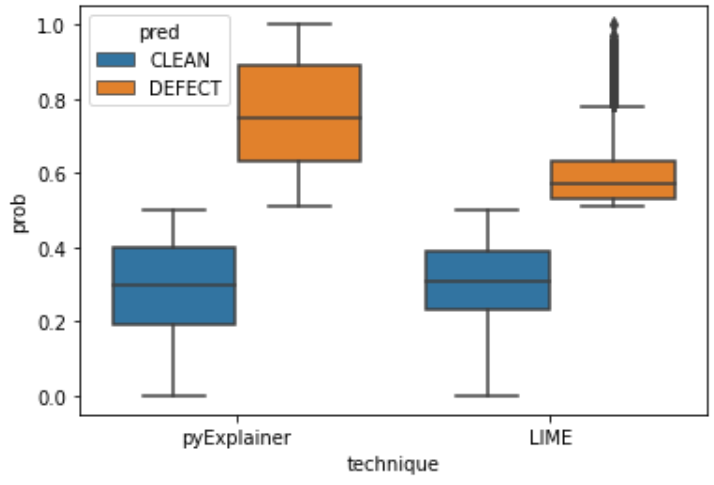 pred
CLEAN
DEFECT
1.0
0.8
0.6
0.4
0.2
0.0
prob
pyExplainer
LIME
technique